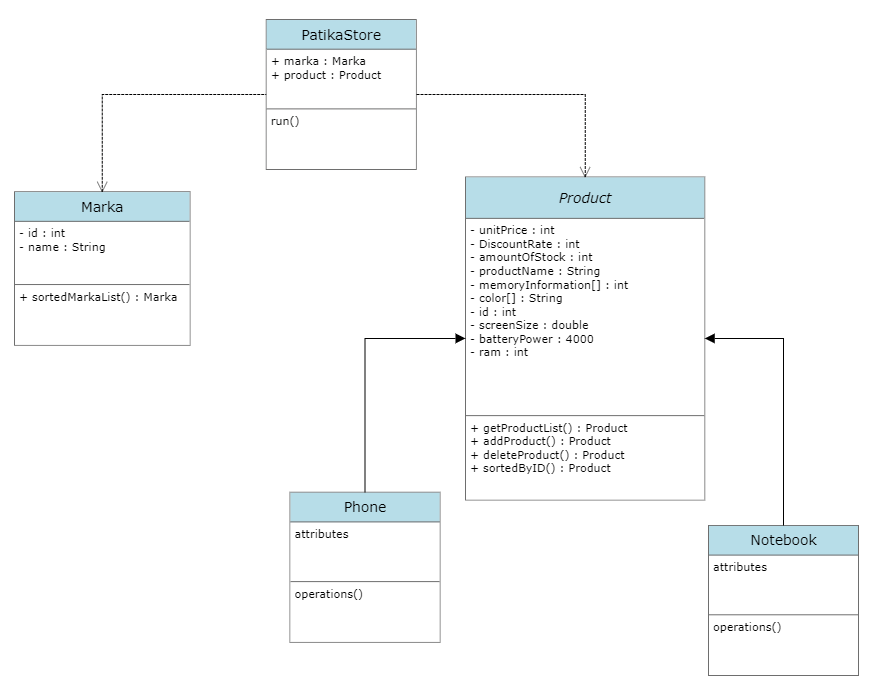 PatikaStore
+ marka : Marka
+ product : Product
run()
Marka
- id : int
- name : String
+ sortedMarkaList() : Marka
Product
- unitPrice : int
- DiscountRate : int
- amountOfStock : int
- productName : String
- memoryInformation[] : int
- color[] : String
- id : int
- screenSize : double
- batteryPower : 4000
- ram : int
+ getProductList() : Product
+ addProduct() : Product
+ deleteProduct() : Product
+ sortedByID() : Product
Phone
attributes
operations()
Notebook
attributes
operations()